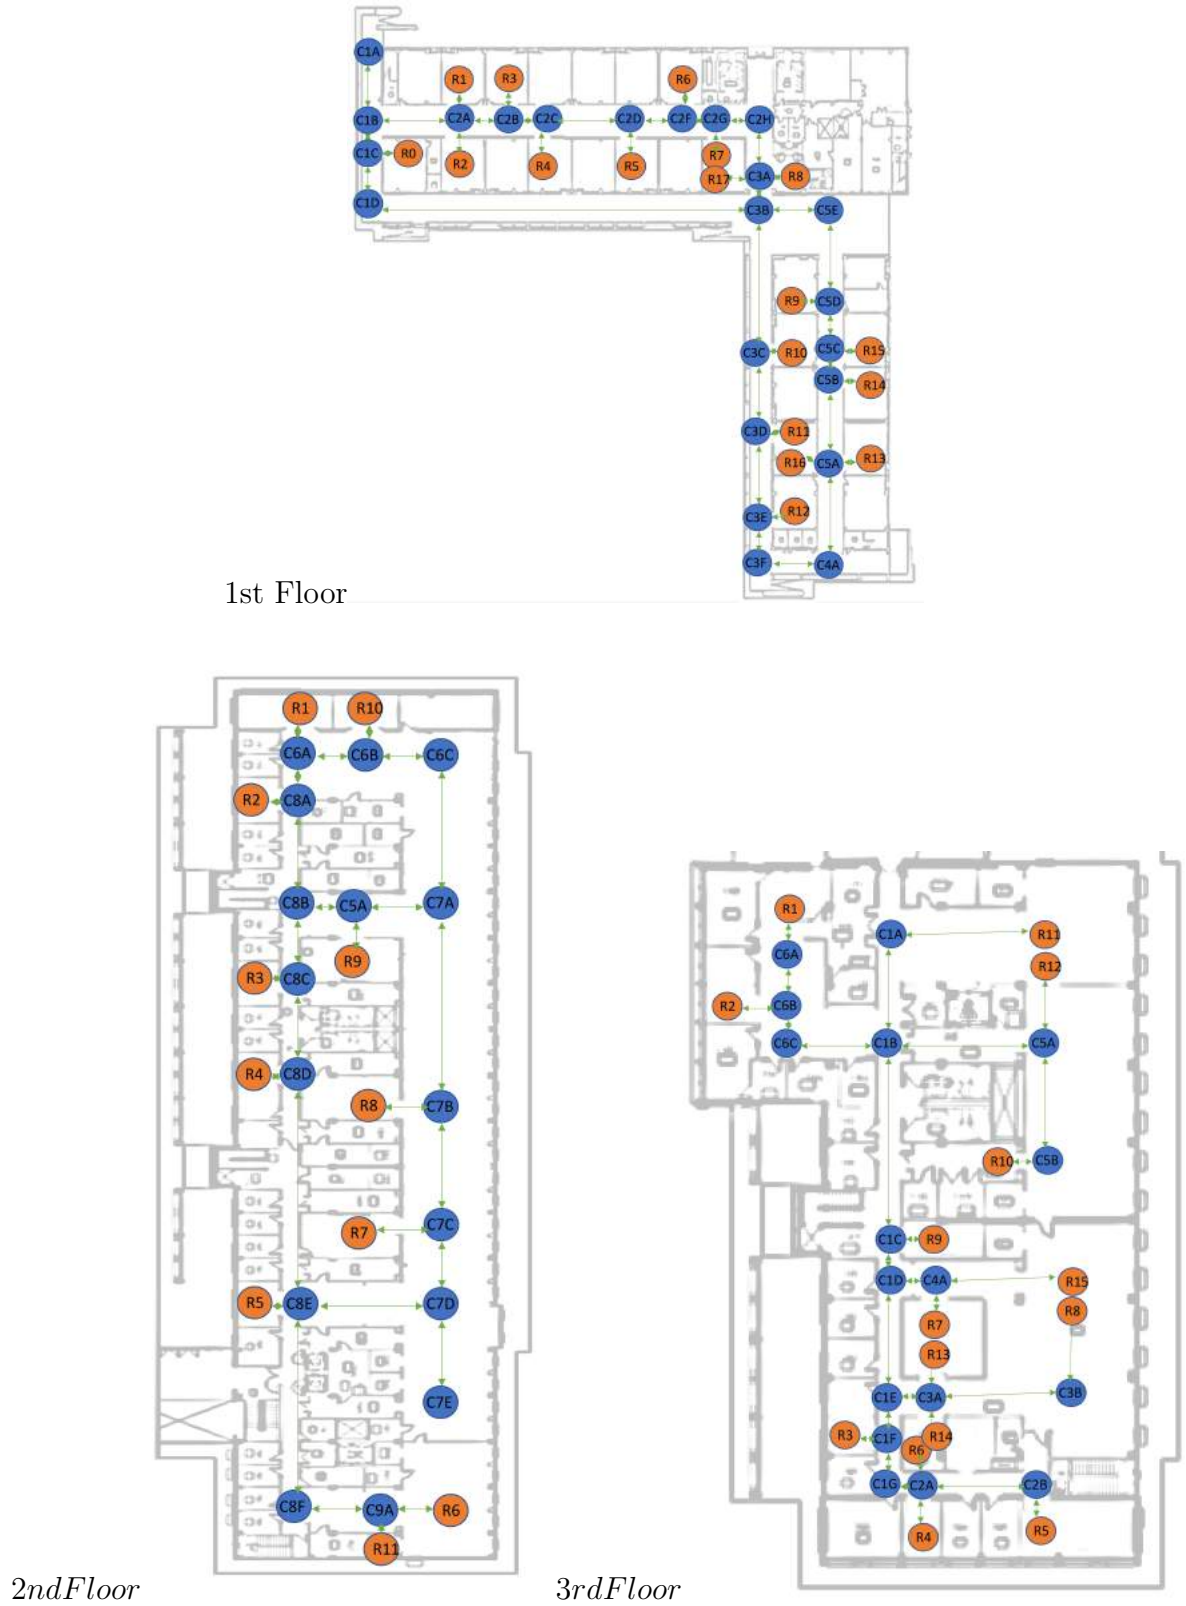 C1A
R1 R3 R6
C1B C2A C2B C2C C2D C2F C2G C2H
C1C R0 R2 R4 R5 R7
R17 C3A R8
C1D C3B C5E
R9 C5D
C3C R10 C5C R15
C5B R14
C3D R11
R16 C5A R13
C3E R12
C3F C4A
1st Floor
R1 R10
C6A C6B C6C
R2 C8A
C8B C5A C7A
R9
R3 C8C
R4 C8D
R8 C7B
R7 C7C
R5 C8E C7D
C7E
C8F C9A R6
R11
2ndFloor
R1
C1A R11
C6A R12
R2 C6B
C6C C1B C5A
R10 C5B
C1C R9
C1D C4A R15
R7 R8
R13
C1E C3A C3B
R3 C1F R14
R6
C1G C2A C2B
R4 R5
3rdFloor